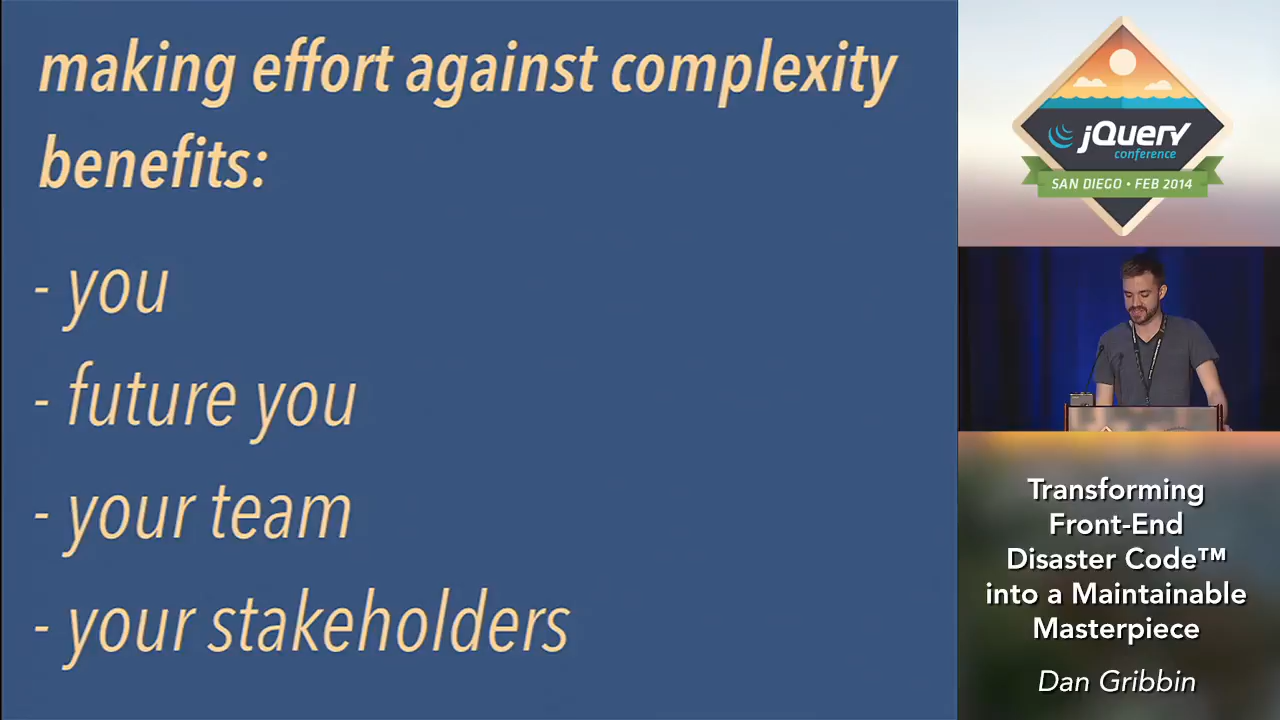 making effort against complexity
benefits:
- you
- future you
- your team
- your stakeholders
jQuery
conference
SAN DIEGO • FEB 2014
Transforming
Front-End
Disaster Code™
into a Maintainable
Masterpiece
Dan Gribbin